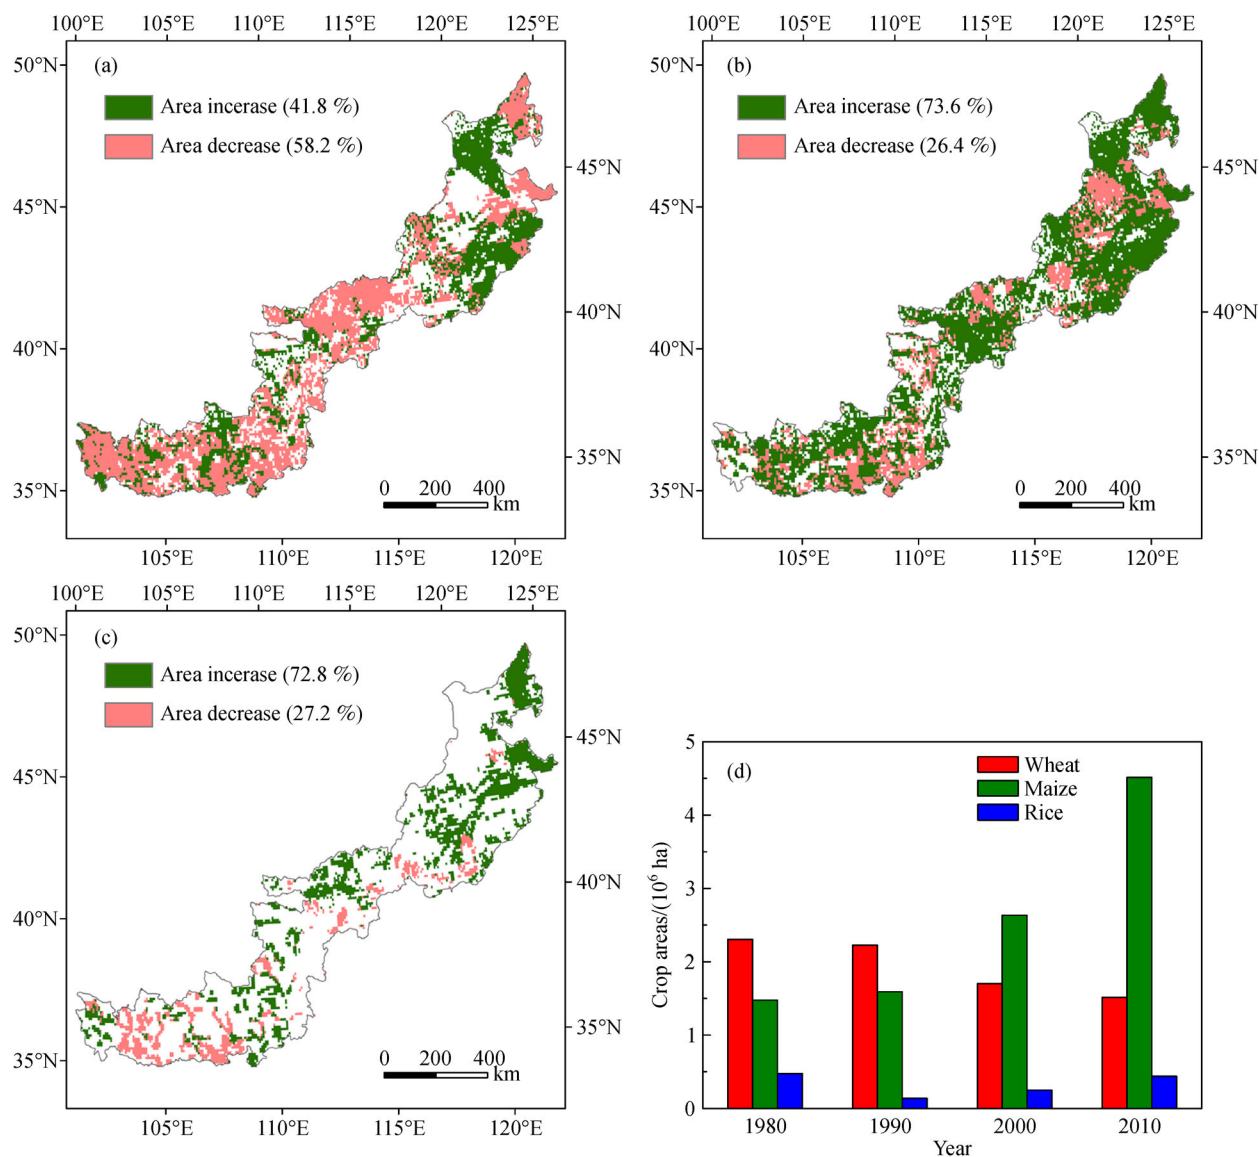 100°E 105°E 110°E 115°E 120°E 125°E
50°N
45°N
40°N
35°N
(a)
Area incerase (41.8 %)
Area decrease (58.2 %)
45°N
40°N
35°N
0 200 400
km
105°E 110°E 115°E 120°E
100°E 105°E 110°E 115°E 120°E 125°E
50°N
45°N
40°N
35°N
(b)
Area incerase (73.6 %)
Area decrease (26.4 %)
45°N
40°N
35°N
0 200 400
km
105°E 110°E 115°E 120°E
100°E 105°E 110°E 115°E 120°E 125°E
50°N
45°N
40°N
35°N
(c)
Area incerase (72.8 %)
Area decrease (27.2 %)
45°N
40°N
35°N
0 200 400
km
105°E 110°E 115°E 120°E
(d)
Wheat
Maize
Rice
Crop areas/(10⁶ ha)
5
4
3
2
1
0
1980 1990 2000 2010
Year